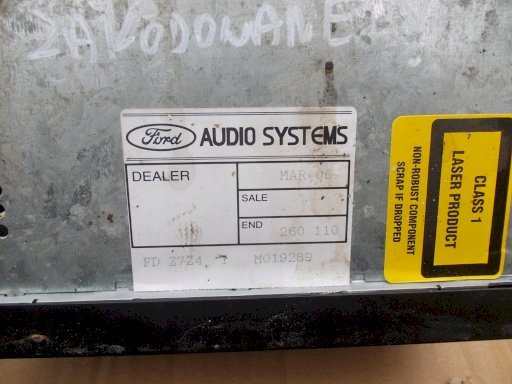 ZAKODOWANE
Ford AUDIO SYSTEMS
DEALER
MAR 06
SALE
END 260 110
FD Z7Z4 M019289
CLASS 1
LASER PRODUCT
NON-ROBUST COMPONENT
SCRAP IF DROPPED